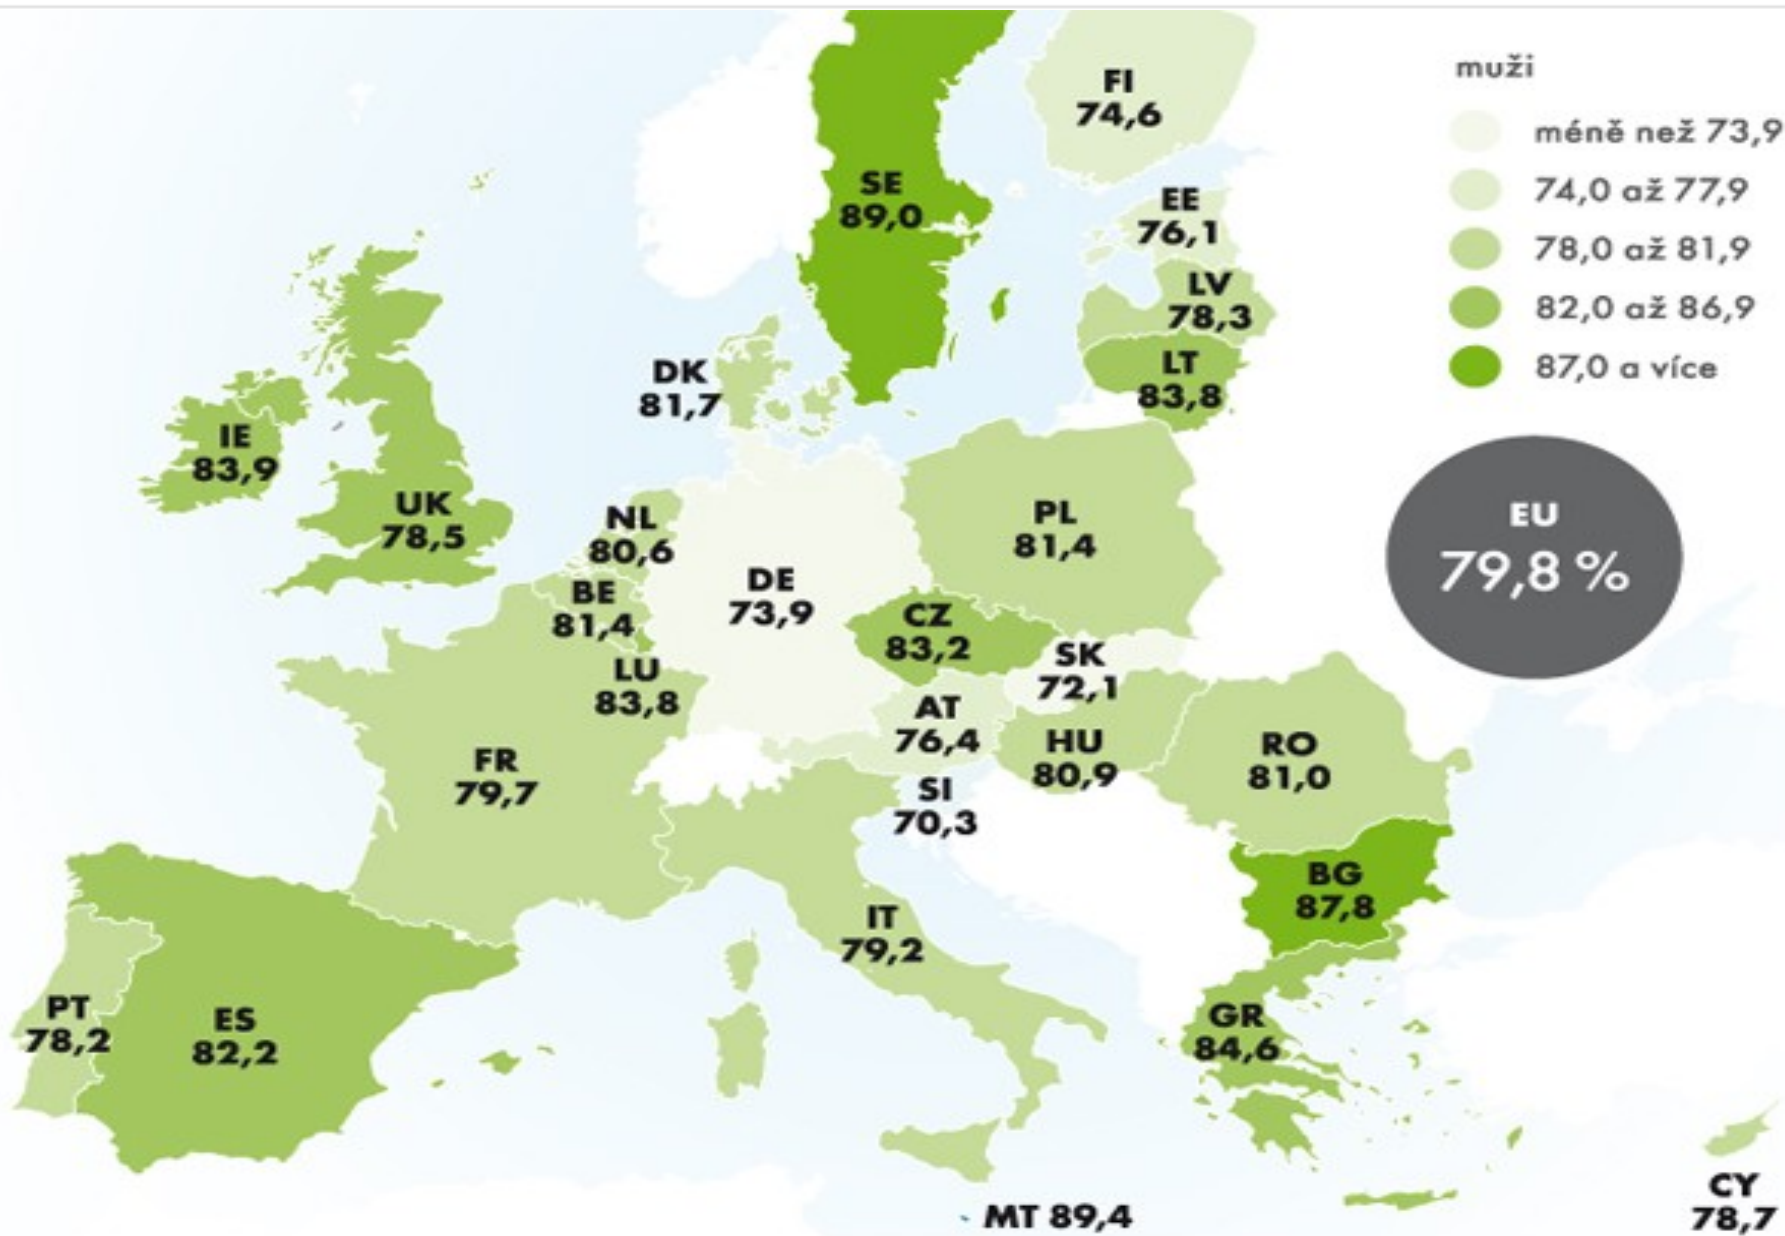 muži
méně než 73,9
74,0 až 77,9
78,0 až 81,9
82,0 až 86,9
87,0 a více
EU
79,8 %
FI
74,6
SE
89,0
EE
76,1
LV
78,3
LT
83,8
DK
81,7
IE
83,9
UK
78,5
NL
80,6
BE
81,4
LU
83,8
DE
73,9
PL
81,4
CZ
83,2
SK
72,1
AT
76,4
HU
80,9
SI
70,3
RO
81,0
FR
79,7
BG
87,8
IT
79,2
PT
78,2
ES
82,2
GR
84,6
MT 89,4
CY
78,7